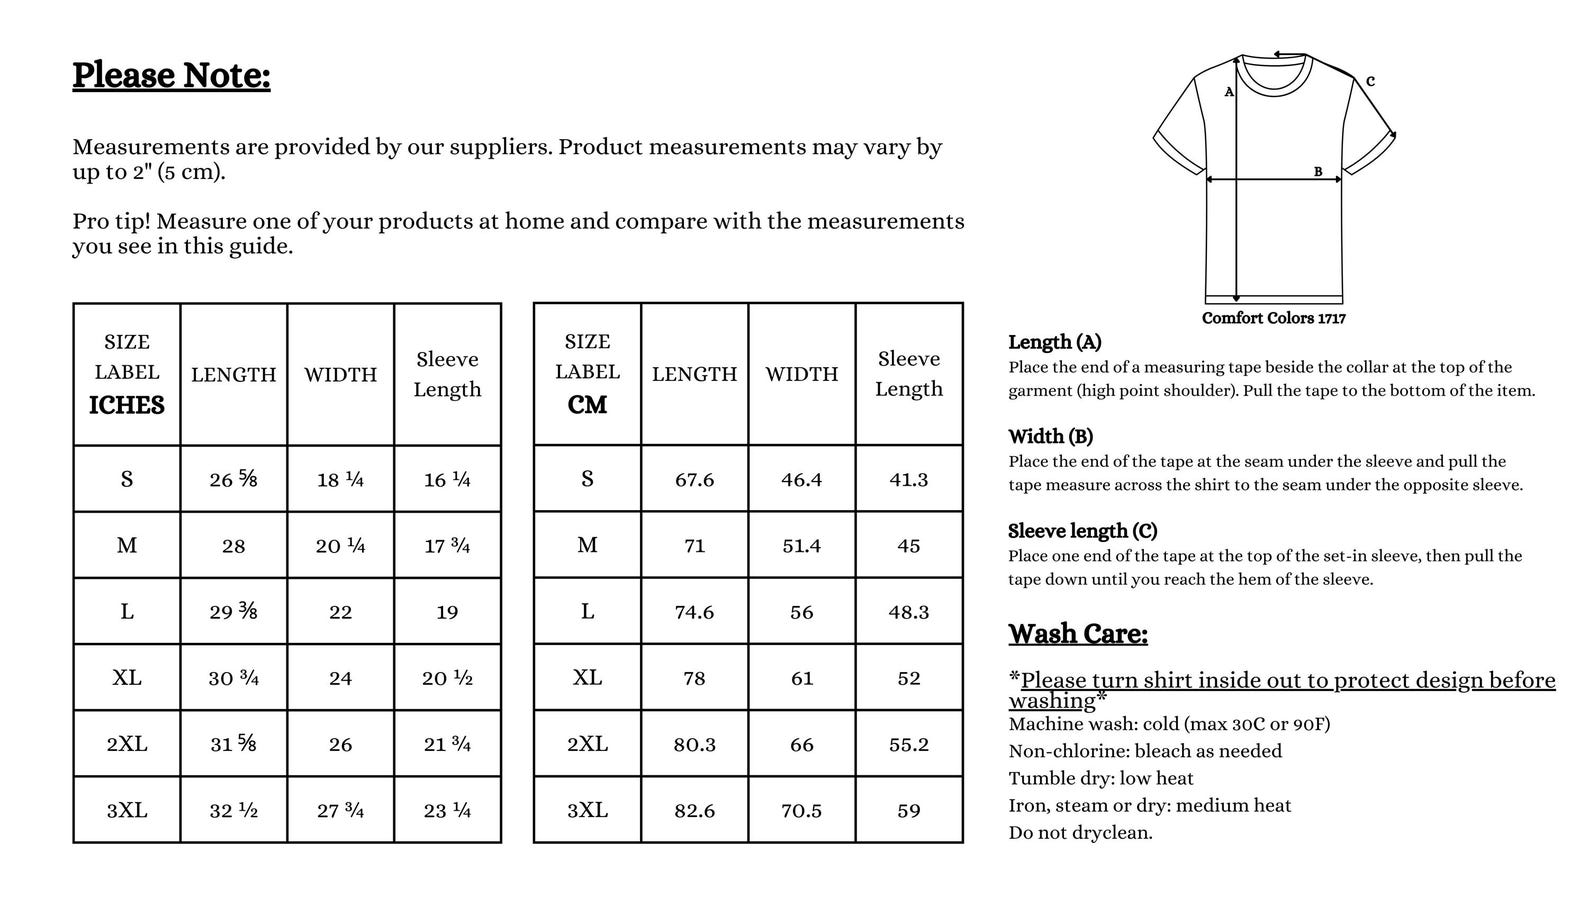 Please Note:
Measurements are provided by our suppliers. Product measurements may vary by
up to 2" (5 cm).
Pro tip! Measure one of your products at home and compare with the measurements
you see in this guide.
SIZE LABEL ICHES LENGTH WIDTH Sleeve Length
S 26 ⅝ 18 ¼ 16 ¼
M 28 20 ¼ 17 ¾
L 29 ⅜ 22 19
XL 30 ¾ 24 20 ½
2XL 31 ⅝ 26 21 ¾
3XL 32 ½ 27 ¾ 23 ¼
SIZE LABEL CM LENGTH WIDTH Sleeve Length
S 67.6 46.4 41.3
M 71 51.4 45
L 74.6 56 48.3
XL 78 61 52
2XL 80.3 66 55.2
3XL 82.6 70.5 59
A
C
B
Comfort Colors 1717
Length (A)
Place the end of a measuring tape beside the collar at the top of the
garment (high point shoulder). Pull the tape to the bottom of the item.
Width (B)
Place the end of the tape at the seam under the sleeve and pull the
tape measure across the shirt to the seam under the opposite sleeve.
Sleeve length (C)
Place one end of the tape at the top of the set-in sleeve, then pull the
tape down until you reach the hem of the sleeve.
Wash Care:
*Please turn shirt inside out to protect design before
washing*
Machine wash: cold (max 30C or 90F)
Non-chlorine: bleach as needed
Tumble dry: low heat
Iron, steam or dry: medium heat
Do not dryclean.